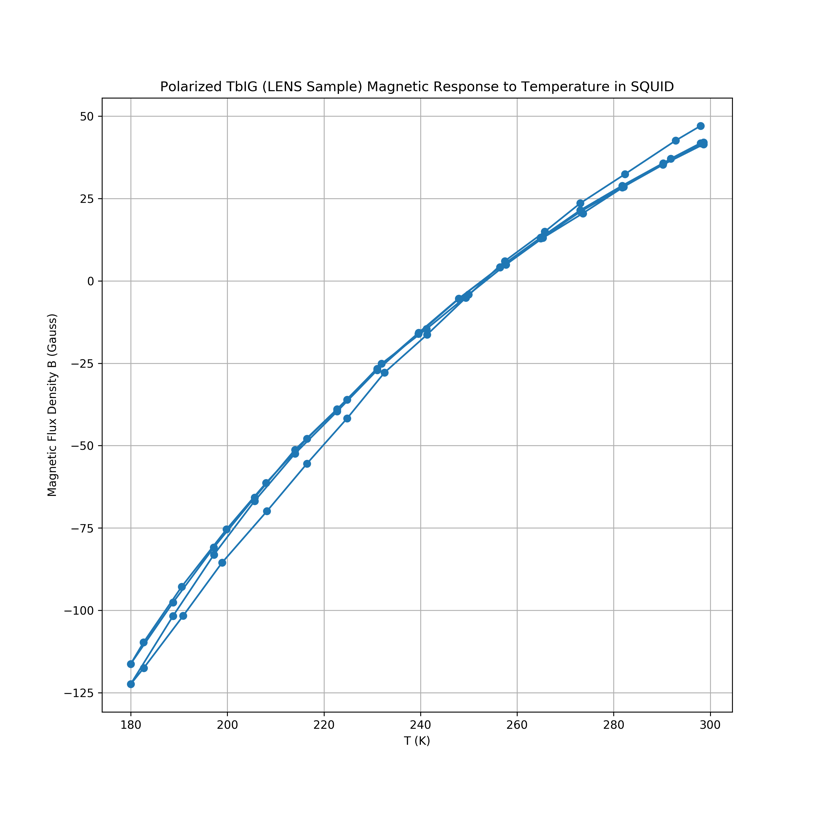 Polarized TbIG (LENS Sample) Magnetic Response to Temperature in SQUID
50
25
0
−25
−50
−75
−100
−125
Magnetic Flux Density B (Gauss)
180 200 220 240 260 280 300
T (K)